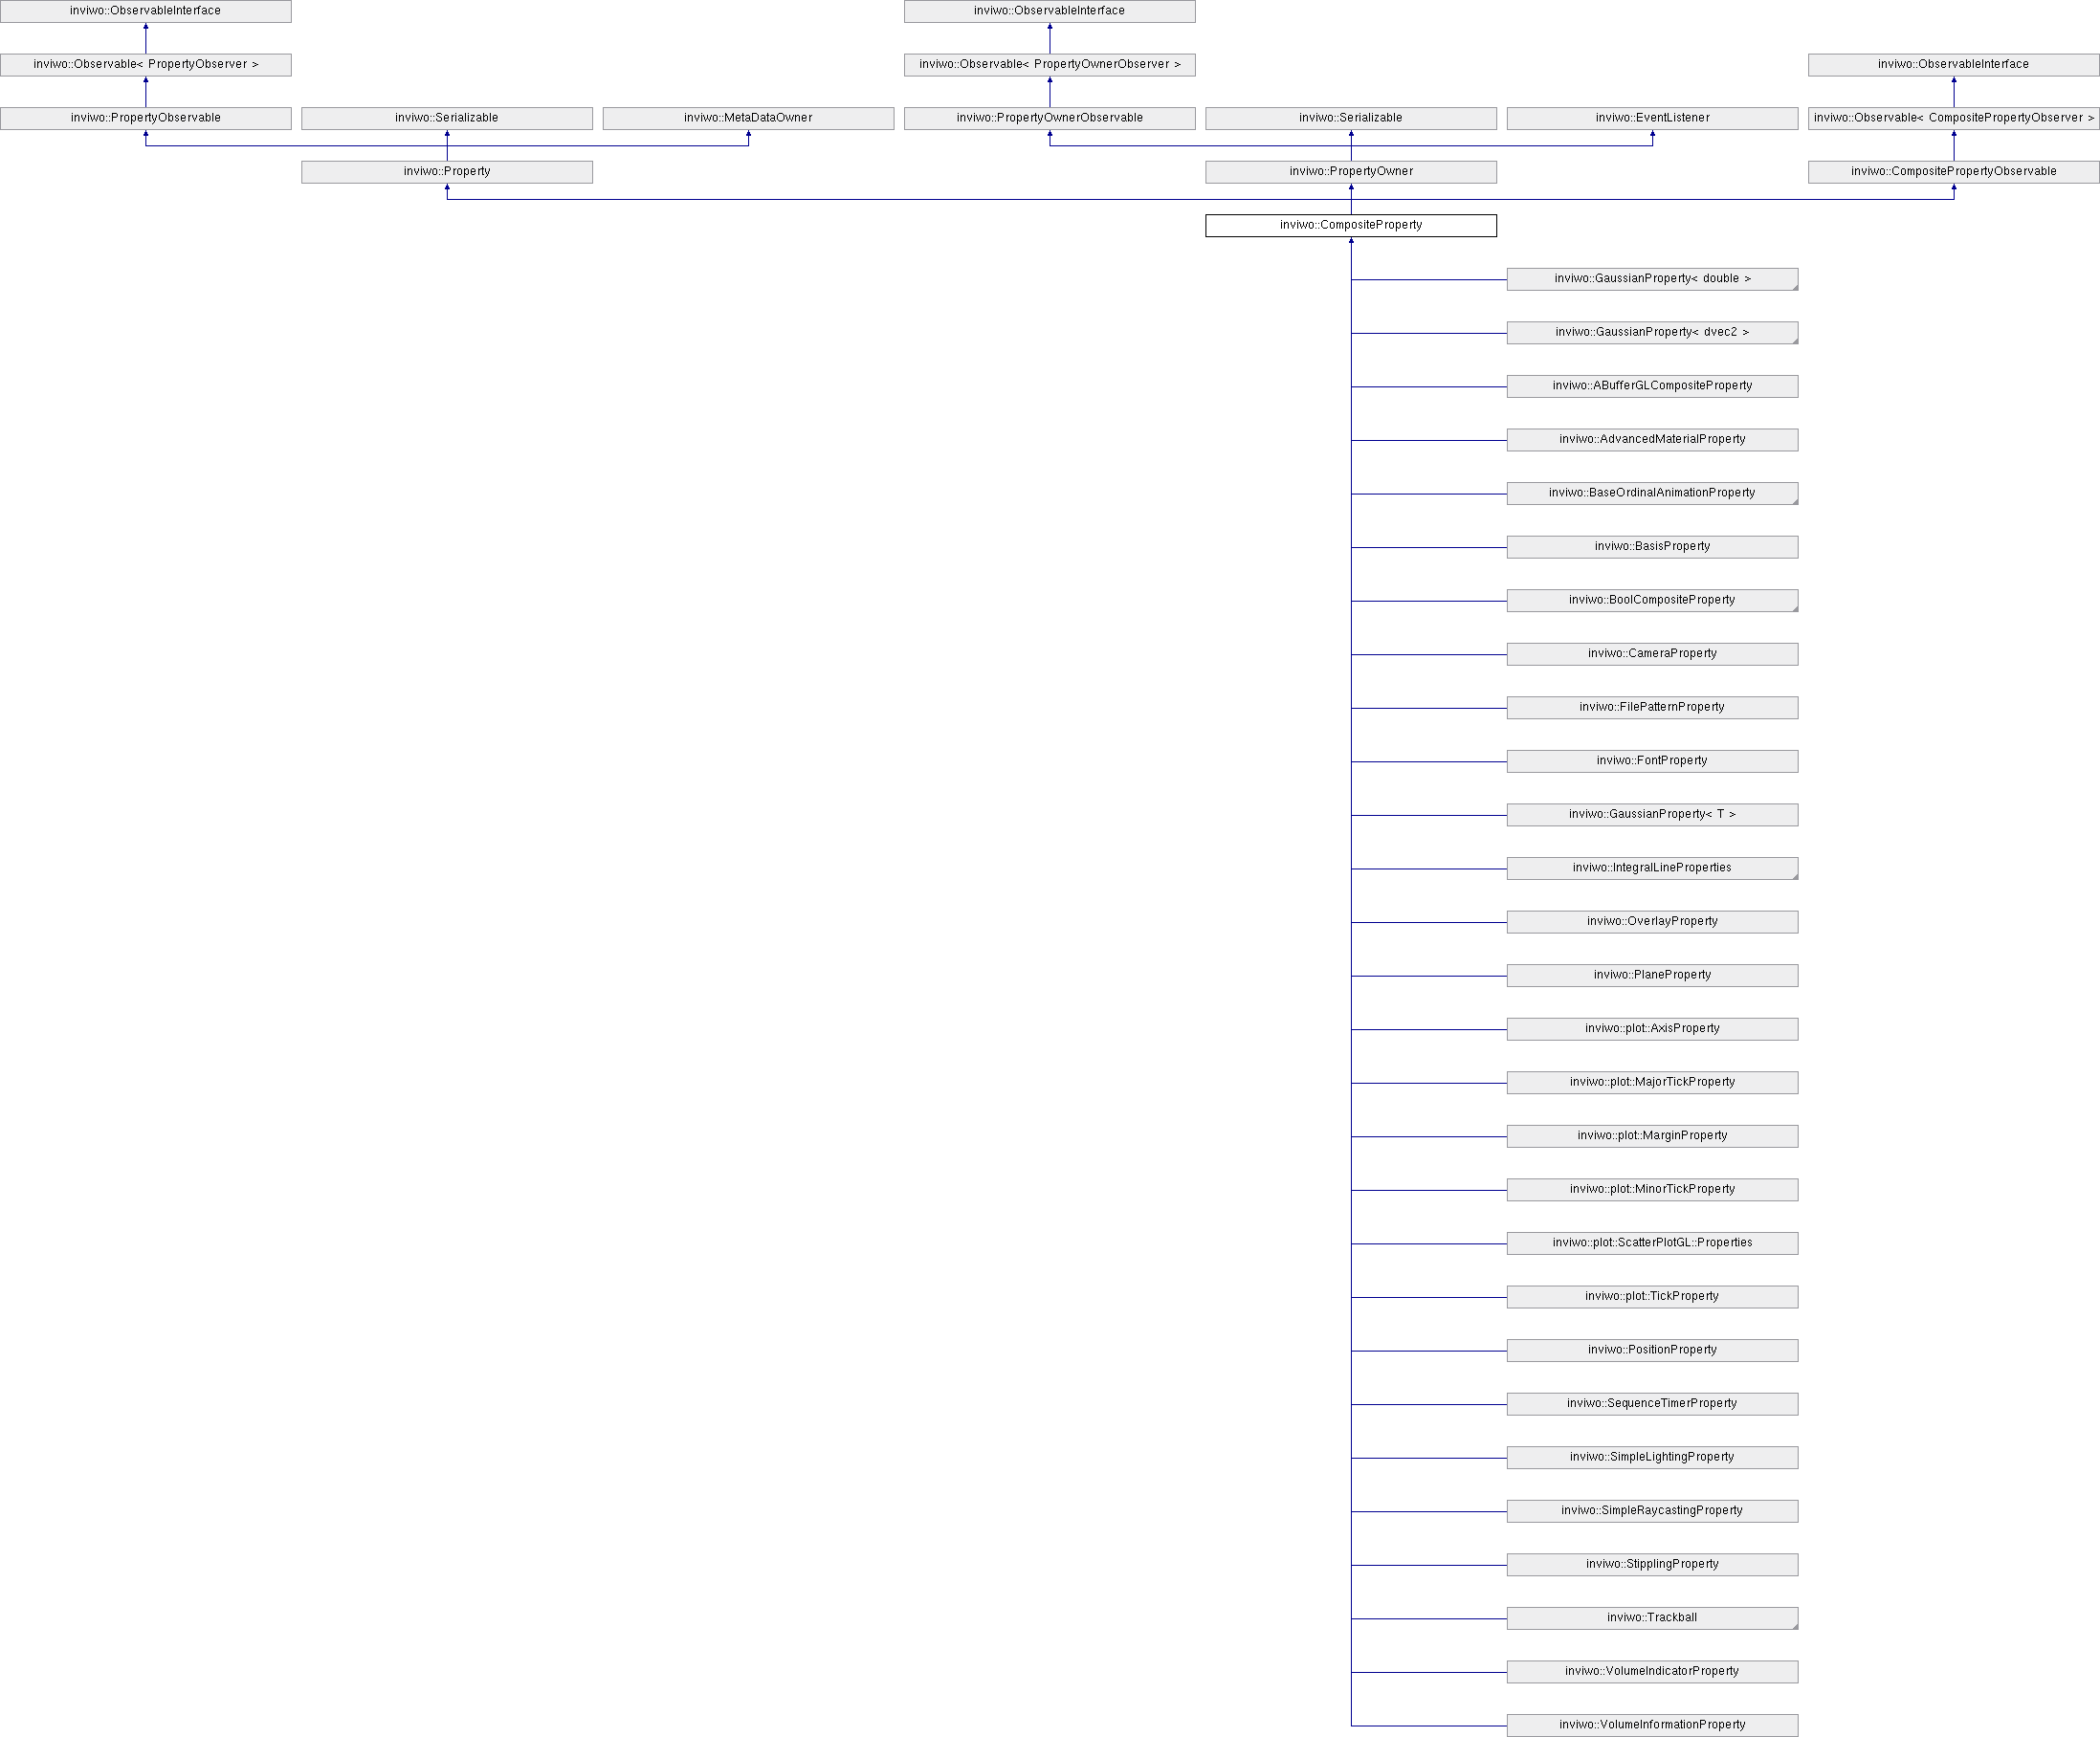 inviwo::ObservableInterface
inviwo::ObservableInterface
inviwo::Observable< PropertyObserver >
inviwo::Observable< PropertyOwnerObserver >
inviwo::ObservableInterface
inviwo::PropertyObservable
inviwo::Serializable
inviwo::MetaDataOwner
inviwo::PropertyOwnerObservable
inviwo::Serializable
inviwo::EventListener
inviwo::Observable< CompositePropertyObserver >
inviwo::Property
inviwo::PropertyOwner
inviwo::CompositePropertyObservable
inviwo::CompositeProperty
inviwo::GaussianProperty< double >
inviwo::GaussianProperty< dvec2 >
inviwo::ABufferGLCompositeProperty
inviwo::AdvancedMaterialProperty
inviwo::BaseOrdinalAnimationProperty
inviwo::BasisProperty
inviwo::BoolCompositeProperty
inviwo::CameraProperty
inviwo::FilePatternProperty
inviwo::FontProperty
inviwo::GaussianProperty< T >
inviwo::IntegralLineProperties
inviwo::OverlayProperty
inviwo::PlaneProperty
inviwo::plot::AxisProperty
inviwo::plot::MajorTickProperty
inviwo::plot::MarginProperty
inviwo::plot::MinorTickProperty
inviwo::plot::ScatterPlotGL::Properties
inviwo::plot::TickProperty
inviwo::PositionProperty
inviwo::SequenceTimerProperty
inviwo::SimpleLightingProperty
inviwo::SimpleRaycastingProperty
inviwo::StipplingProperty
inviwo::Trackball
inviwo::VolumeIndicatorProperty
inviwo::VolumeInformationProperty